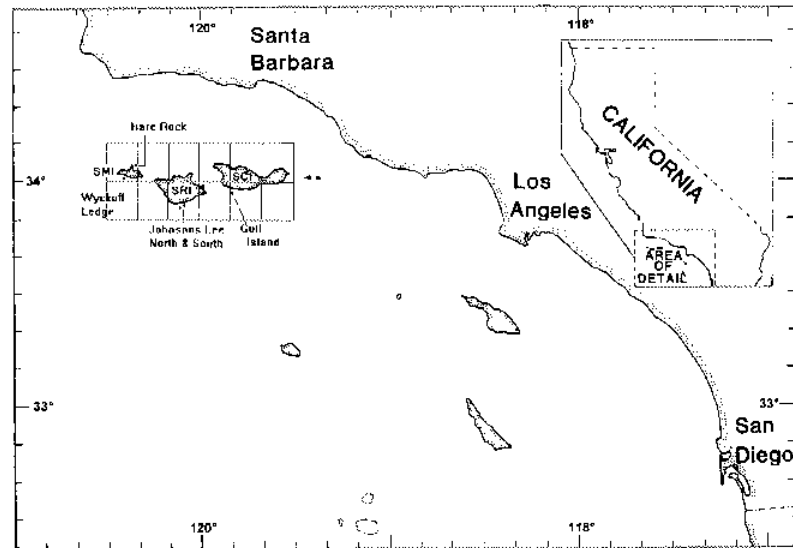 120°
118°
Santa
Barbara
Hare Rock
CALIFORNIA
SMI
34°
SRI
SCI
Los
Angeles
Wyckoff
Ledge
Johnsons Lee
North & South
Gull
Island
AREA
OF
DETAIL
33°
33°
San
Diego
120°
118°